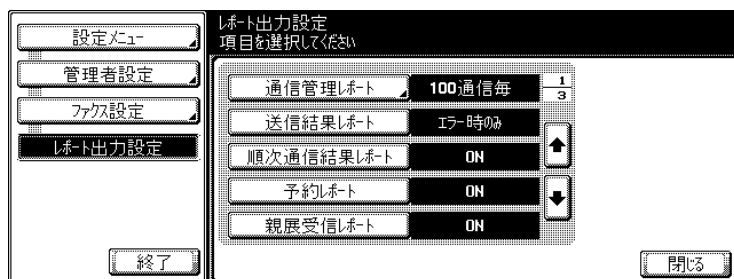 設定メニュー
管理者設定
ファクス設定
レポート出力設定
終了
レポート出力設定
項目を選択してください
通信管理レポート 100通信毎
送信結果レポート エラー時のみ
順次通信結果レポート ON
予約レポート ON
親展受信レポート ON
1
3
閉じる